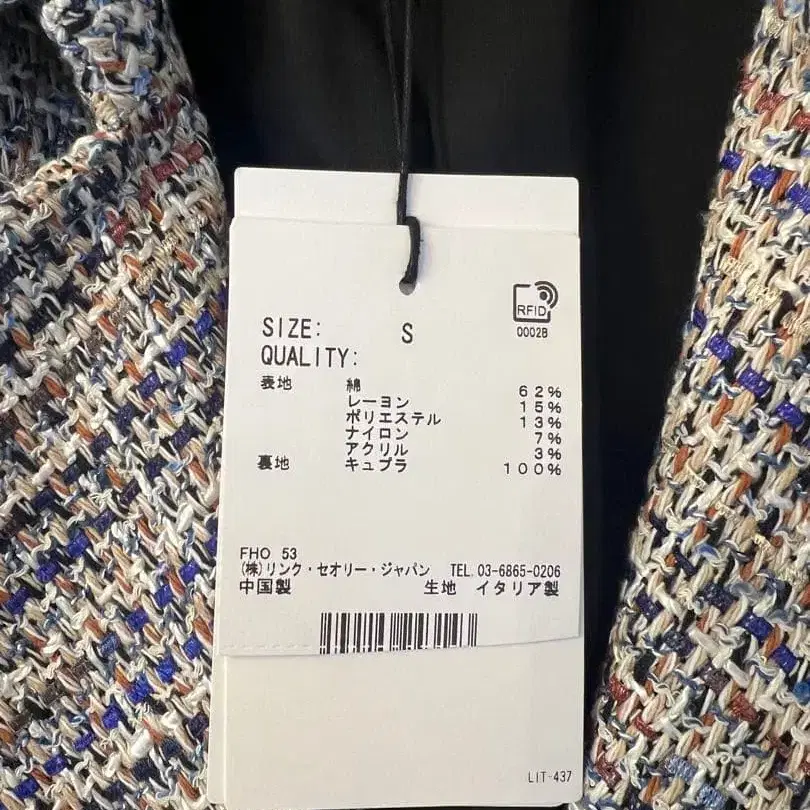 RFID
0002B
SIZE: S
QUALITY:
表地 綿 62%
レーヨン 15%
ポリエステル 13%
ナイロン 7%
アクリル 3%
裏地 キュプラ 100%
FHO 53
(株)リンク・セオリー・ジャパン TEL.03-6865-0206
中国製 生地 イタリア製
LIT-437